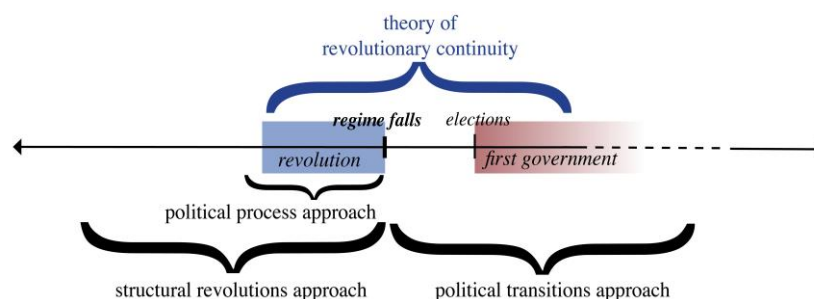 theory of
revolutionary continuity
regime falls
elections
revolution
first government
political process approach
structural revolutions approach
political transitions approach